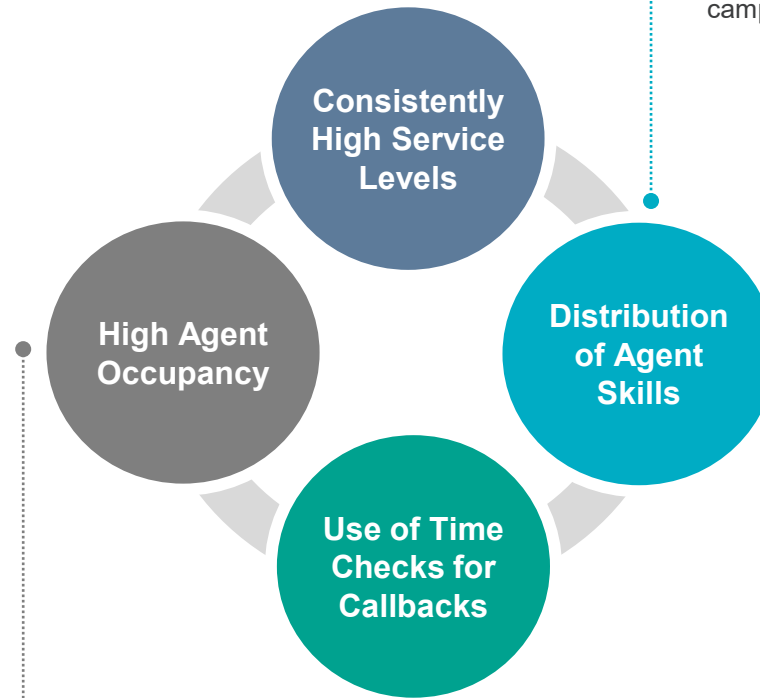 Consistently
High Service
Levels
High Agent
Occupancy
Distribution
of Agent
Skills
Use of Time
Checks for
Callbacks